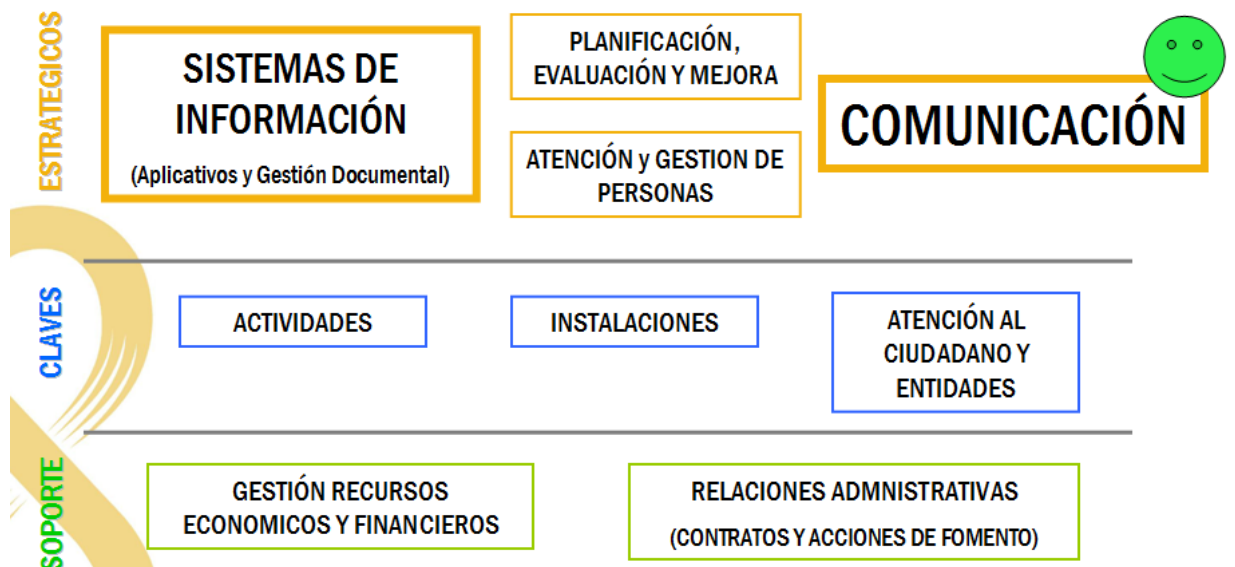 ESTRATEGICOS
SISTEMAS DE
INFORMACIÓN
(Aplicativos y Gestión Documental)
PLANIFICACIÓN,
EVALUACIÓN Y MEJORA
ATENCIÓN y GESTION DE
PERSONAS
COMUNICACIÓN
CLAVES
ACTIVIDADES
INSTALACIONES
ATENCIÓN AL
CIUDADANO Y
ENTIDADES
SOPORTE
GESTIÓN RECURSOS
ECONOMICOS Y FINANCIEROS
RELACIONES ADMNISTRATIVAS
(CONTRATOS Y ACCIONES DE FOMENTO)